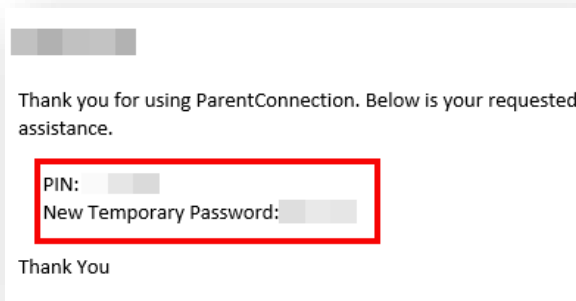 Thank you for using ParentConnection. Below is your requested
assistance.
PIN:
New Temporary Password:
Thank You